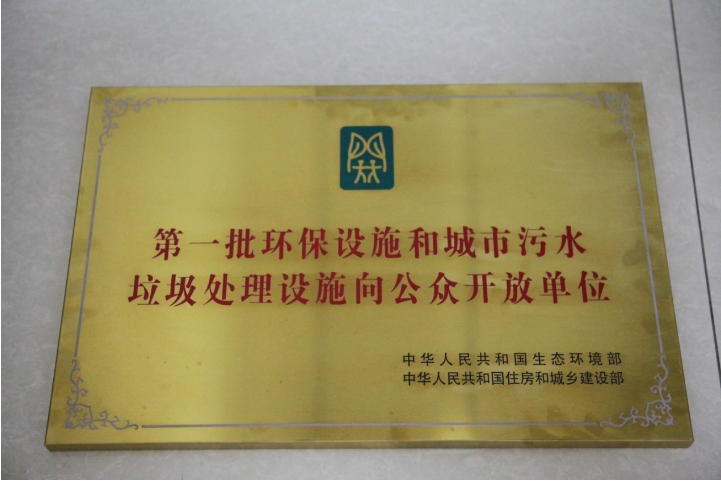 第一批环保设施和城市污水
垃圾处理设施向公众开放单位
中华人民共和国生态环境部
中华人民共和国住房和城乡建设部